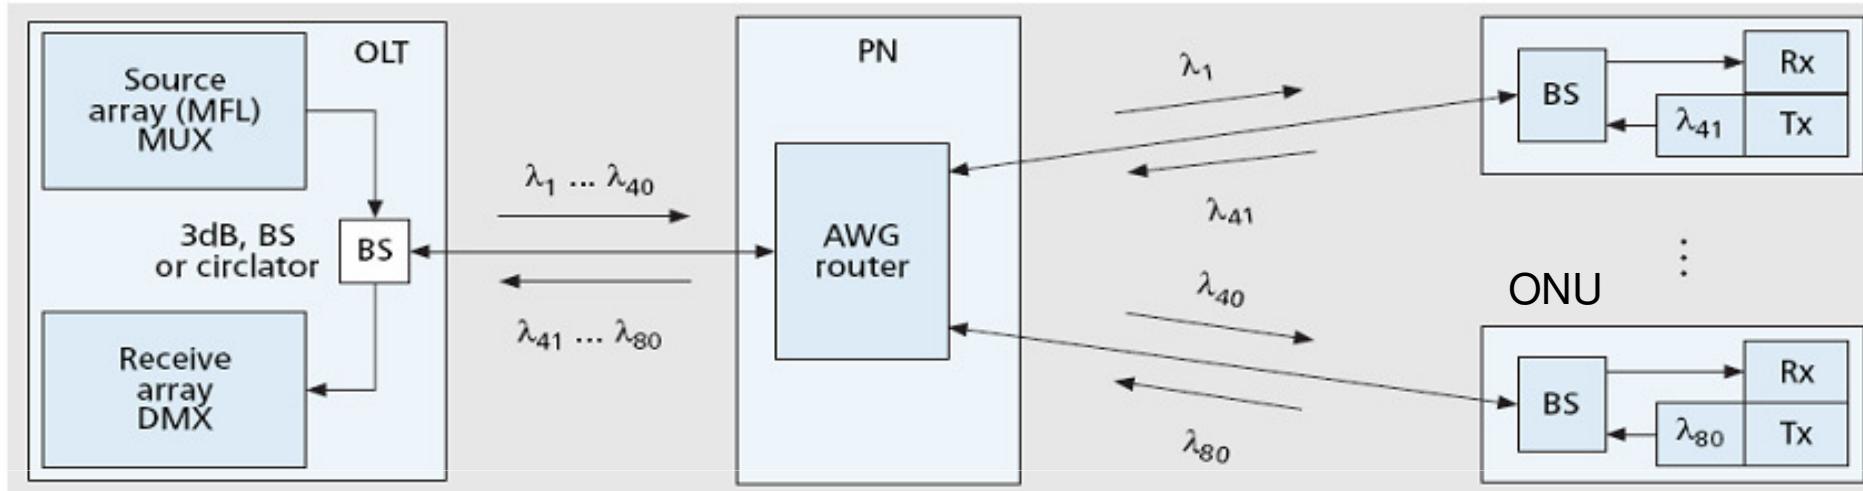 OLT
Source
array (MFL)
MUX
3dB, BS
or circlator
BS
Receive
array
DMX
λ1 ... λ40
λ41 ... λ80
PN
AWG
router
λ1
λ41
λ40
λ80
BS
Rx
λ41
Tx
⋮
ONU
BS
Rx
λ80
Tx